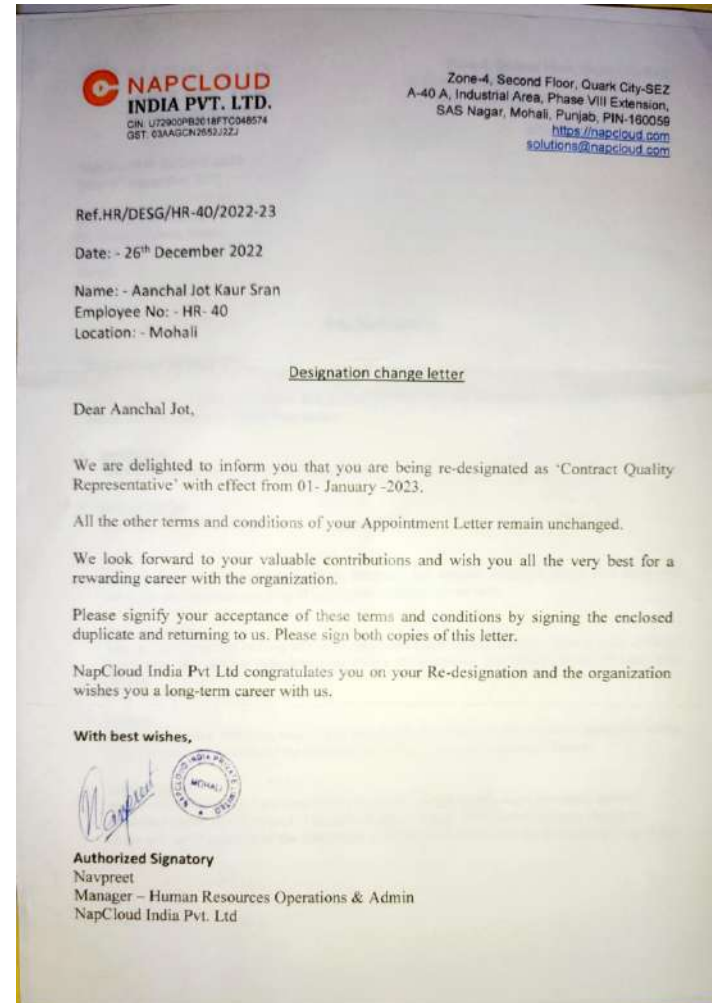 NAPCLOUD
INDIA PVT. LTD.
CIN: U72900PB2018FTC048574
GST: 03AAGCN2652J2ZJ
Zone-4, Second Floor, Quark City-SEZ
A-40 A, Industrial Area, Phase VIII Extension,
SAS Nagar, Mohali, Punjab, PIN-160059
https://napcloud.com
solutions@napcloud.com
Ref.HR/DESG/HR-40/2022-23
Date: - 26th December 2022
Name: - Aanchal Jot Kaur Sran
Employee No: - HR- 40
Location: - Mohali
Designation change letter
Dear Aanchal Jot,
We are delighted to inform you that you are being re-designated as ‘Contract Quality
Representative’ with effect from 01- January -2023.
All the other terms and conditions of your Appointment Letter remain unchanged.
We look forward to your valuable contributions and wish you all the very best for a
rewarding career with the organization.
Please signify your acceptance of these terms and conditions by signing the enclosed
duplicate and returning to us. Please sign both copies of this letter.
NapCloud India Pvt Ltd congratulates you on your Re-designation and the organization
wishes you a long-term career with us.
With best wishes,
Navpreet
NAPCLOUD INDIA PRIVATE LIMITED
MOHALI
Authorized Signatory
Navpreet
Manager – Human Resources Operations & Admin
NapCloud India Pvt. Ltd